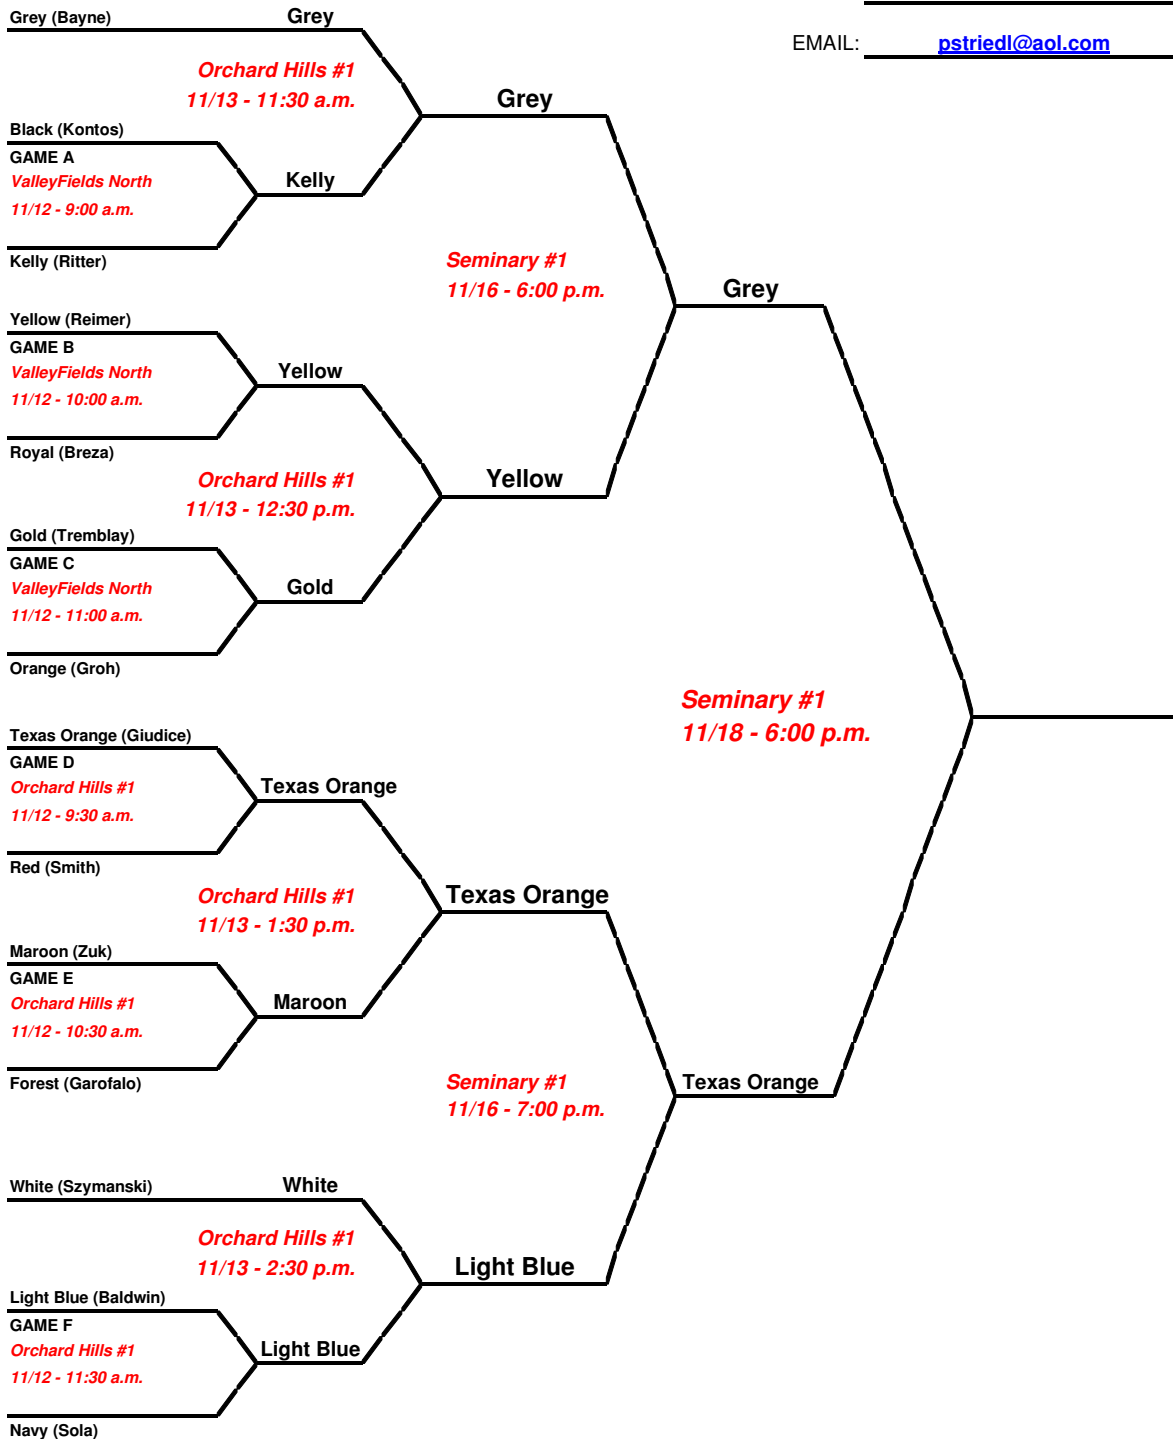 Grey (Bayne)
Grey
EMAIL: pstriedl@aol.com
Orchard Hills #1
11/13 - 11:30 a.m.
Grey
Black (Kontos)
GAME A
ValleyFields North
11/12 - 9:00 a.m.
Kelly
Kelly (Ritter)
Seminary #1
11/16 - 6:00 p.m.
Grey
Yellow (Reimer)
GAME B
ValleyFields North
11/12 - 10:00 a.m.
Yellow
Royal (Breza)
Orchard Hills #1
11/13 - 12:30 p.m.
Yellow
Gold (Tremblay)
GAME C
ValleyFields North
11/12 - 11:00 a.m.
Gold
Orange (Groh)
Seminary #1
11/18 - 6:00 p.m.
Texas Orange (Giudice)
GAME D
Orchard Hills #1
11/12 - 9:30 a.m.
Texas Orange
Red (Smith)
Orchard Hills #1
11/13 - 1:30 p.m.
Texas Orange
Maroon (Zuk)
GAME E
Orchard Hills #1
11/12 - 10:30 a.m.
Maroon
Forest (Garofalo)
Seminary #1
11/16 - 7:00 p.m.
Texas Orange
White (Szymanski)
White
Orchard Hills #1
11/13 - 2:30 p.m.
Light Blue
Light Blue (Baldwin)
GAME F
Orchard Hills #1
11/12 - 11:30 a.m.
Light Blue
Navy (Sola)